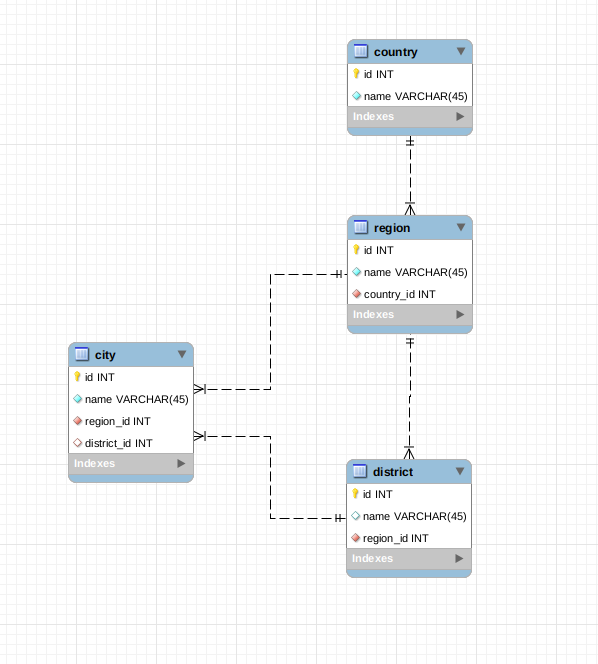 country
id INT
name VARCHAR(45)
Indexes
region
id INT
name VARCHAR(45)
country_id INT
Indexes
city
id INT
name VARCHAR(45)
region_id INT
district_id INT
Indexes
district
id INT
name VARCHAR(45)
region_id INT
Indexes